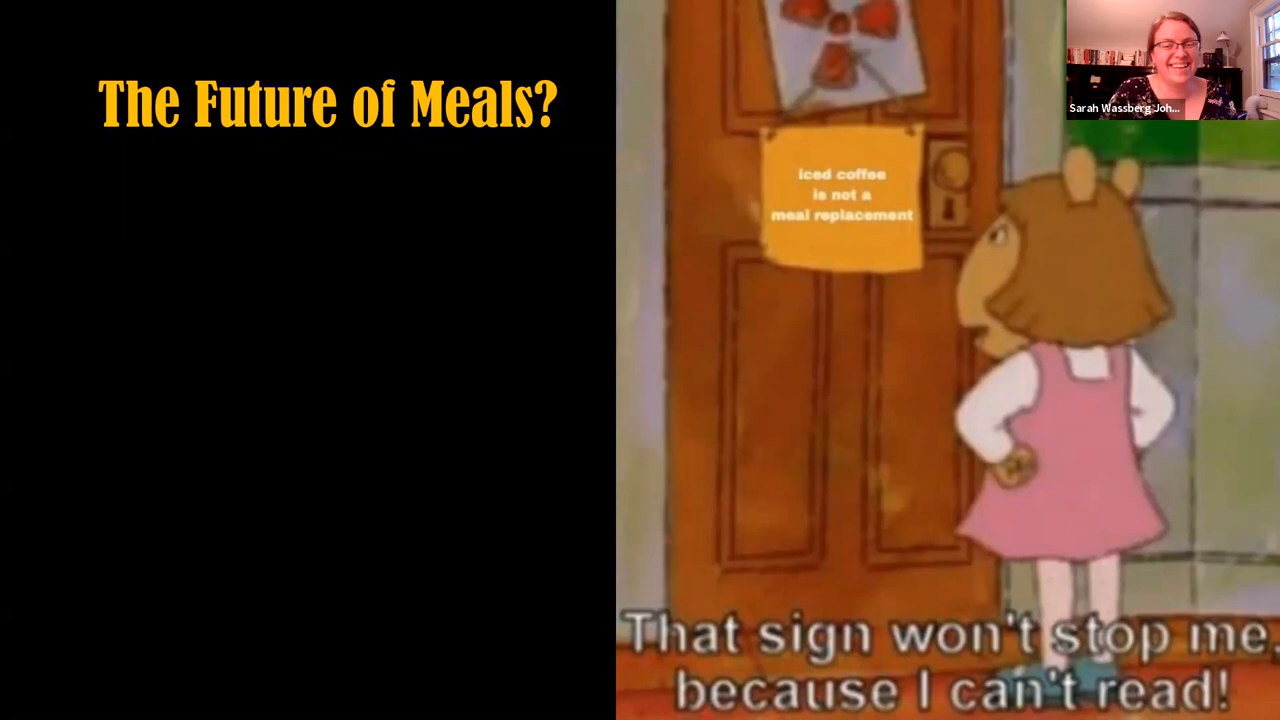 The Future of Meals?
iced coffee
is not a
meal replacement
Sarah Wassberg Joh...
That sign won't stop me,
because I can't read!